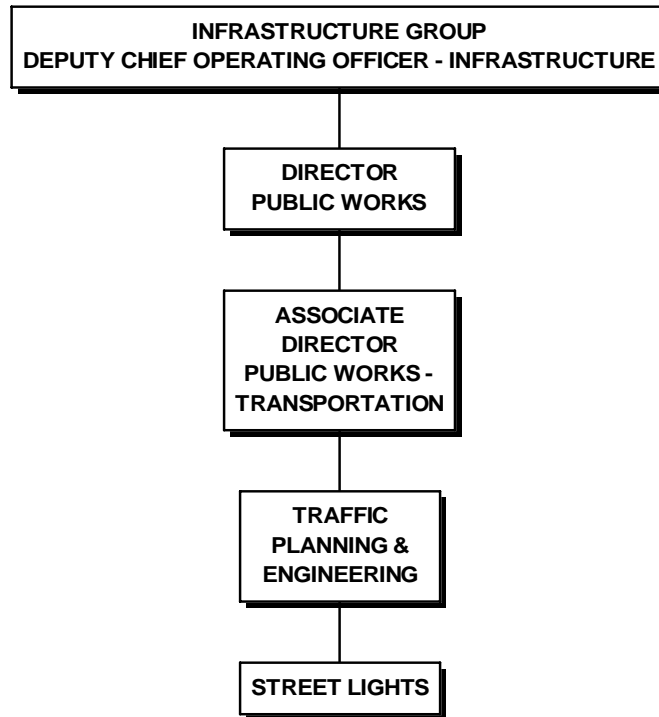 INFRASTRUCTURE GROUP
DEPUTY CHIEF OPERATING OFFICER - INFRASTRUCTURE
DIRECTOR
PUBLIC WORKS
ASSOCIATE
DIRECTOR
PUBLIC WORKS -
TRANSPORTATION
TRAFFIC
PLANNING &
ENGINEERING
STREET LIGHTS